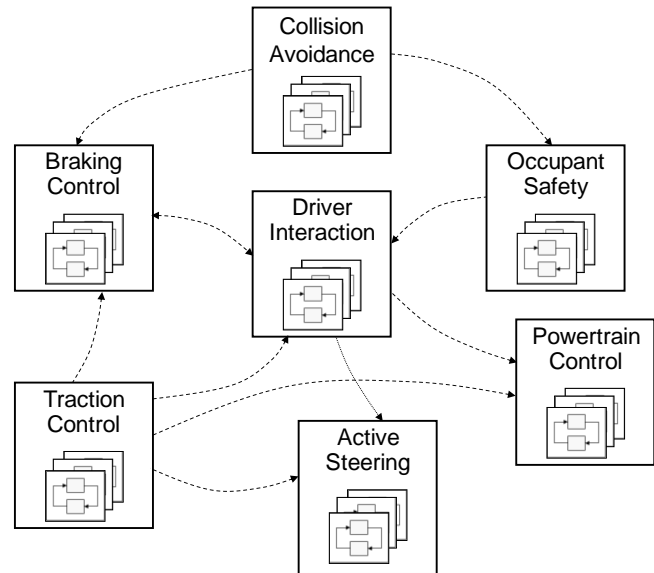 Collision
Avoidance
Braking
Control
Occupant
Safety
Driver
Interaction
Powertrain
Control
Traction
Control
Active
Steering